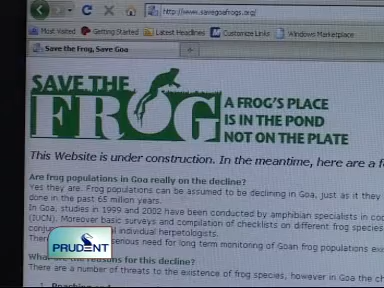 http://www.savegoafrogs.org/
Most Visited Getting Started Latest Headlines Customize Links Windows Marketplace
Save the Frog, Save Goa
SAVE THE
FROG
A FROG'S PLACE
IS IN THE POND
NOT ON THE PLATE
This Website is under construction. In the meantime, here are a
Are frog populations in Goa really on the decline?
Yes they are. Frog populations can be assumed to be declining in Goa, just as it they
done in the past 65 million years.
In Goa, studies in 1999 and 2002 have been conducted by amphibian specialists in
(IUCN). Moreover basic surveys and compilation of checklists on different frog species
individual herpetologists.
serious need for long term monitoring of Goan frog populations
PRUDENT
the reasons for this decline?
There are a number of threats to the existence of frog species, however in Goa the
1.